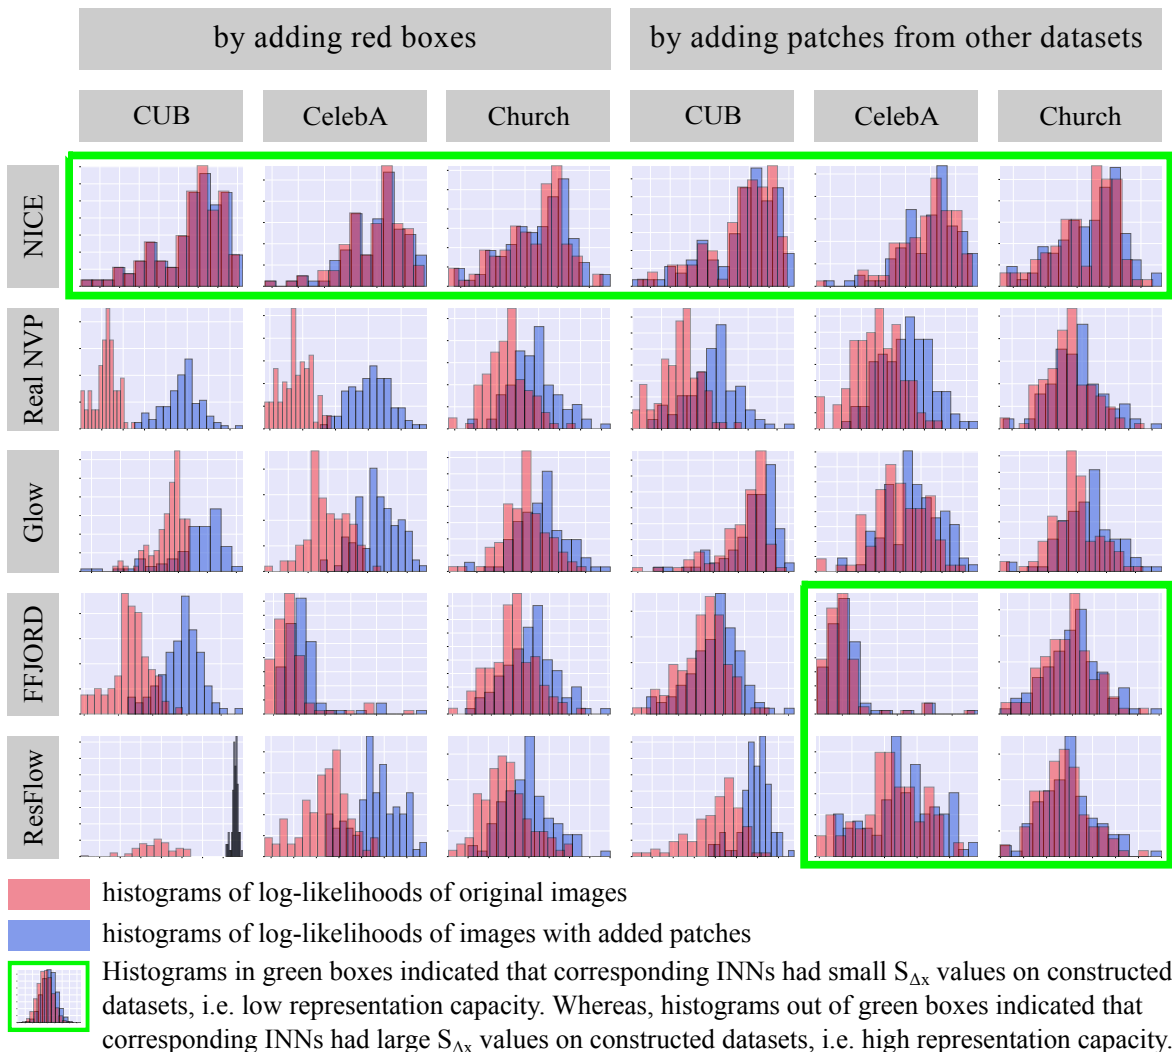 by adding red boxes
by adding patches from other datasets
CUB
CelebA
Church
CUB
CelebA
Church
NICE
Real NVP
Glow
FFJORD
ResFlow
histograms of log-likelihoods of original images
histograms of log-likelihoods of images with added patches
Histograms in green boxes indicated that corresponding INNs had small SΔx values on constructed
datasets, i.e. low representation capacity. Whereas, histograms out of green boxes indicated that
corresponding INNs had large SΔx values on constructed datasets, i.e. high representation capacity.